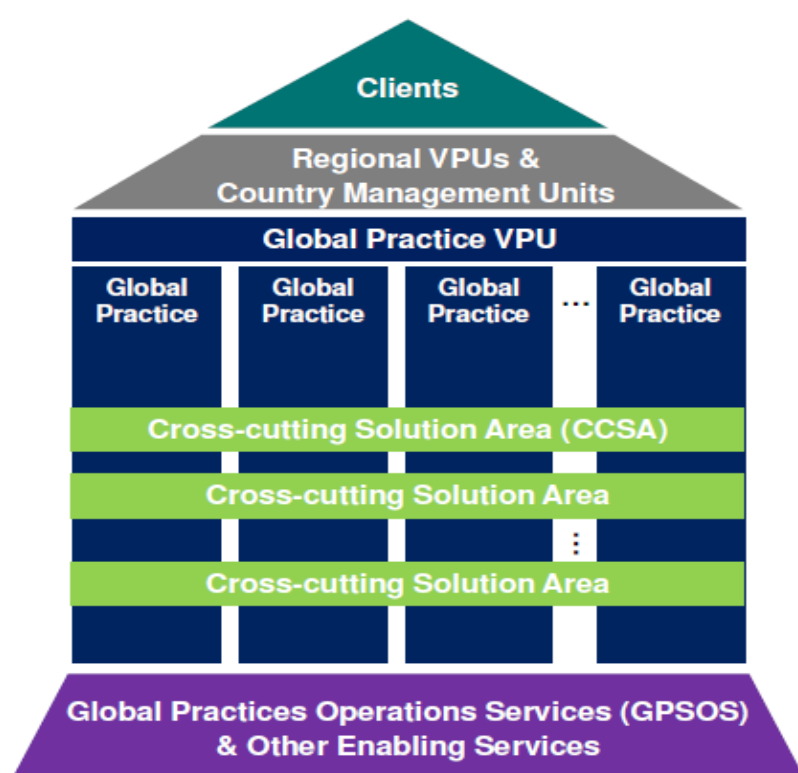 Clients
Regional VPUs &
Country Management Units
Global Practice VPU
Global
Practice
Global
Practice
Global
Practice
...
Global
Practice
Cross-cutting Solution Area (CCSA)
Cross-cutting Solution Area
...
Cross-cutting Solution Area
Global Practices Operations Services (GPSOS)
& Other Enabling Services